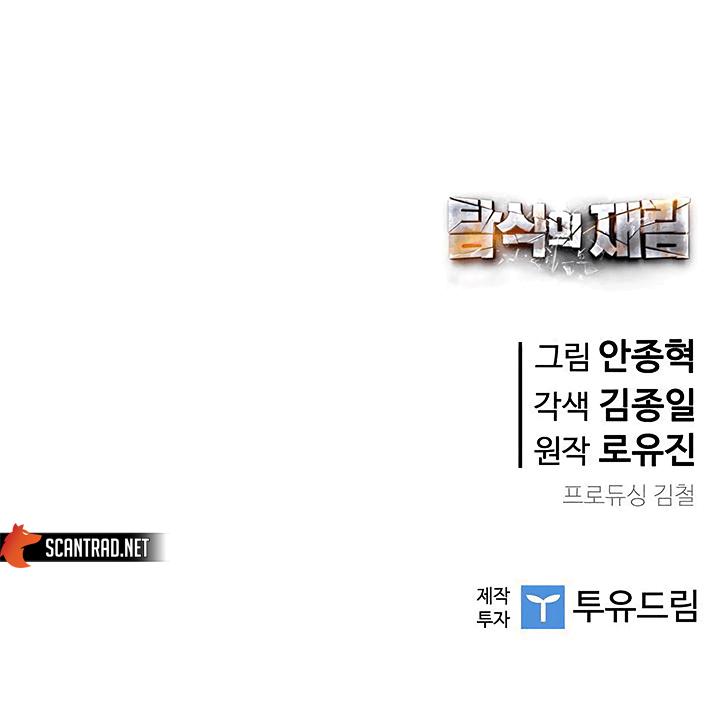 탐식의 재림
그림 안종혁
각색 김종일
원작 로유진
프로듀싱 김철
SCANTRAD.NET
제작
투자
투유드림